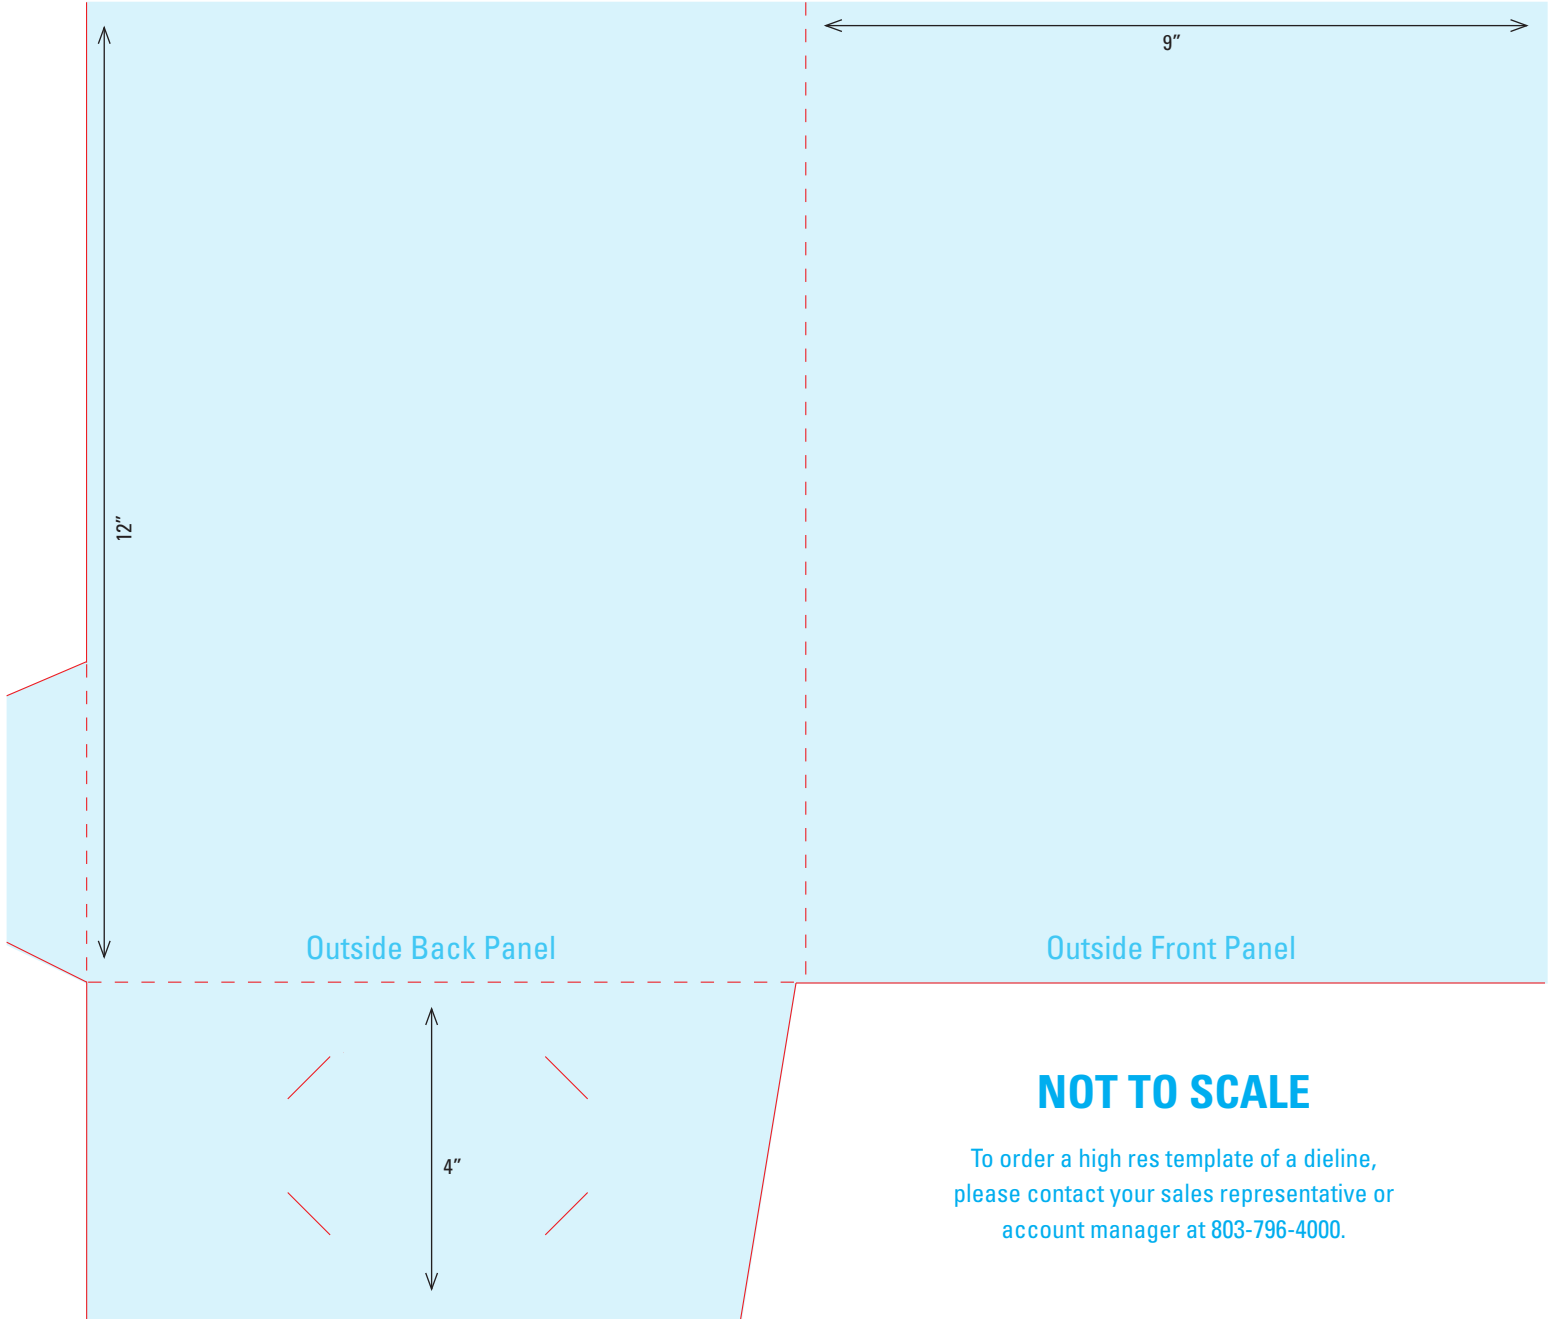 9”
12”
Outside Back Panel
Outside Front Panel
4”
NOT TO SCALE
To order a high res template of a dieline,
please contact your sales representative or
account manager at 803-796-4000.